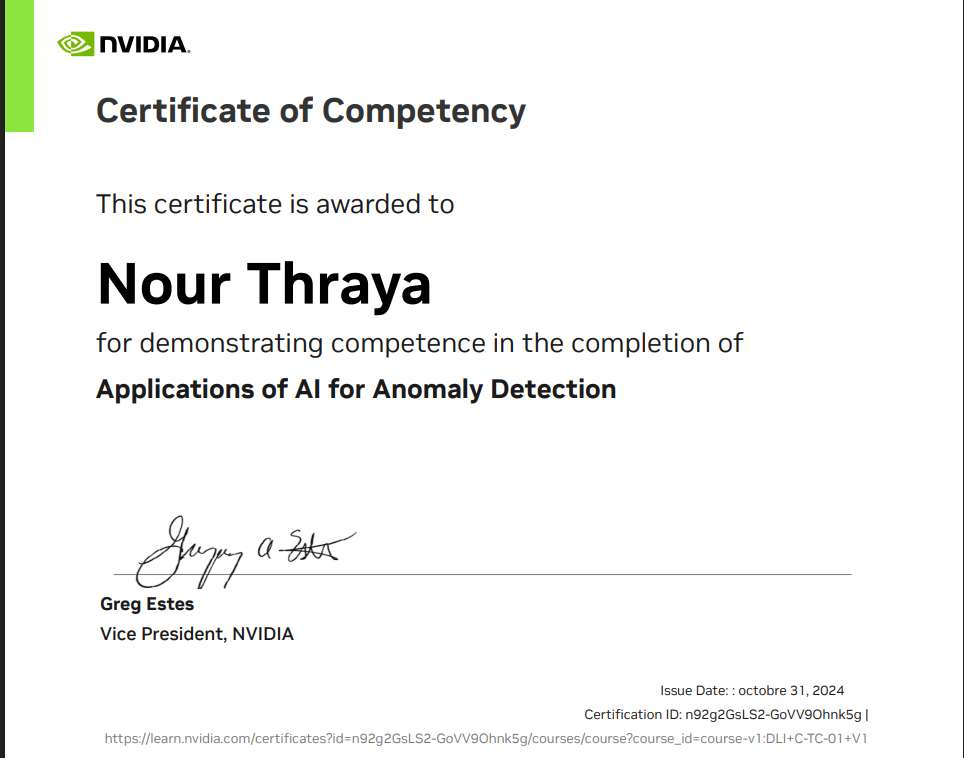 NVIDIA.
Certificate of Competency
This certificate is awarded to
Nour Thraya
for demonstrating competence in the completion of
Applications of AI for Anomaly Detection
Gregory A Estes
Greg Estes
Vice President, NVIDIA
Issue Date: : octobre 31, 2024
Certification ID: n92g2GsLS2-GoVV9Ohnk5g |
https://learn.nvidia.com/certificates?id=n92g2GsLS2-GoVV9Ohnk5g/courses/course?course_id=course-v1:DLI+C-TC-01+V1